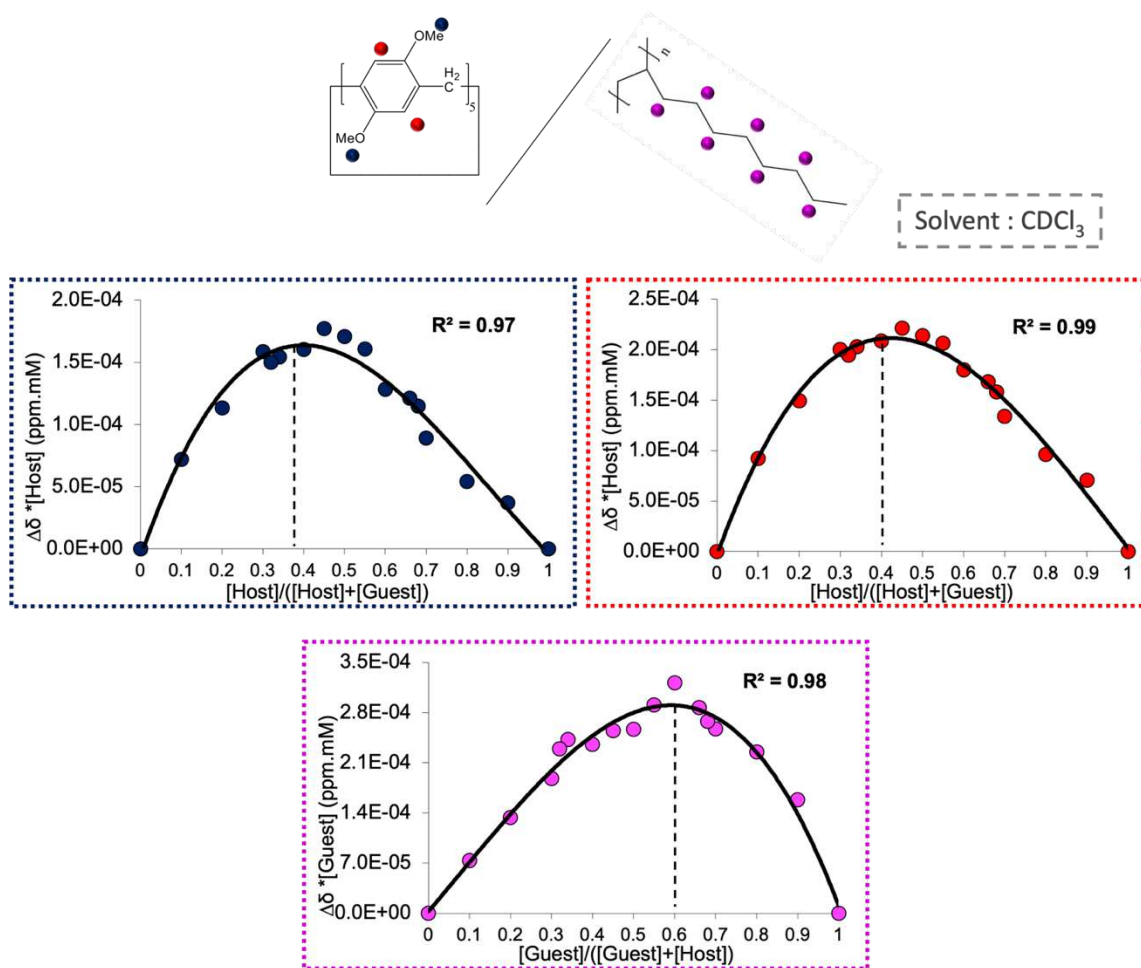 OMe
H₂
C
5
MeO
n
Solvent : CDCl₃
2.0E-04
1.5E-04
1.0E-04
5.0E-05
0.0E+00
Δδ *[Host] (ppm.mM)
R² = 0.97
0 0.1 0.2 0.3 0.4 0.5 0.6 0.7 0.8 0.9 1
[Host]/([Host]+[Guest])
2.5E-04
2.0E-04
1.5E-04
1.0E-04
5.0E-05
0.0E+00
Δδ *[Host] (ppm.mM)
R² = 0.99
0 0.1 0.2 0.3 0.4 0.5 0.6 0.7 0.8 0.9 1
[Host]/([Host]+[Guest])
3.5E-04
2.8E-04
2.1E-04
1.4E-04
7.0E-05
0.0E+00
Δδ *[Guest] (ppm.mM)
R² = 0.98
0 0.1 0.2 0.3 0.4 0.5 0.6 0.7 0.8 0.9 1
[Guest]/([Guest]+[Host])